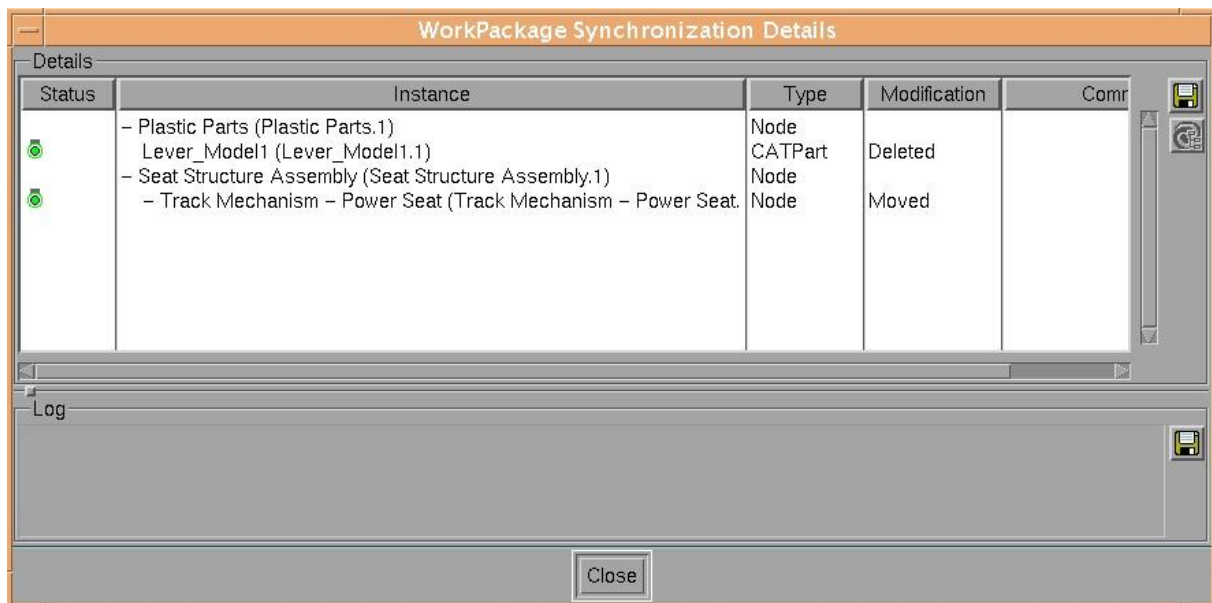 WorkPackage Synchronization Details
Details
Status Instance Type Modification Comr
– Plastic Parts (Plastic Parts.1) Node
Lever_Model1 (Lever_Model1.1) CATPart Deleted
– Seat Structure Assembly (Seat Structure Assembly.1) Node
– Track Mechanism – Power Seat (Track Mechanism – Power Seat. Node Moved
Log
Close